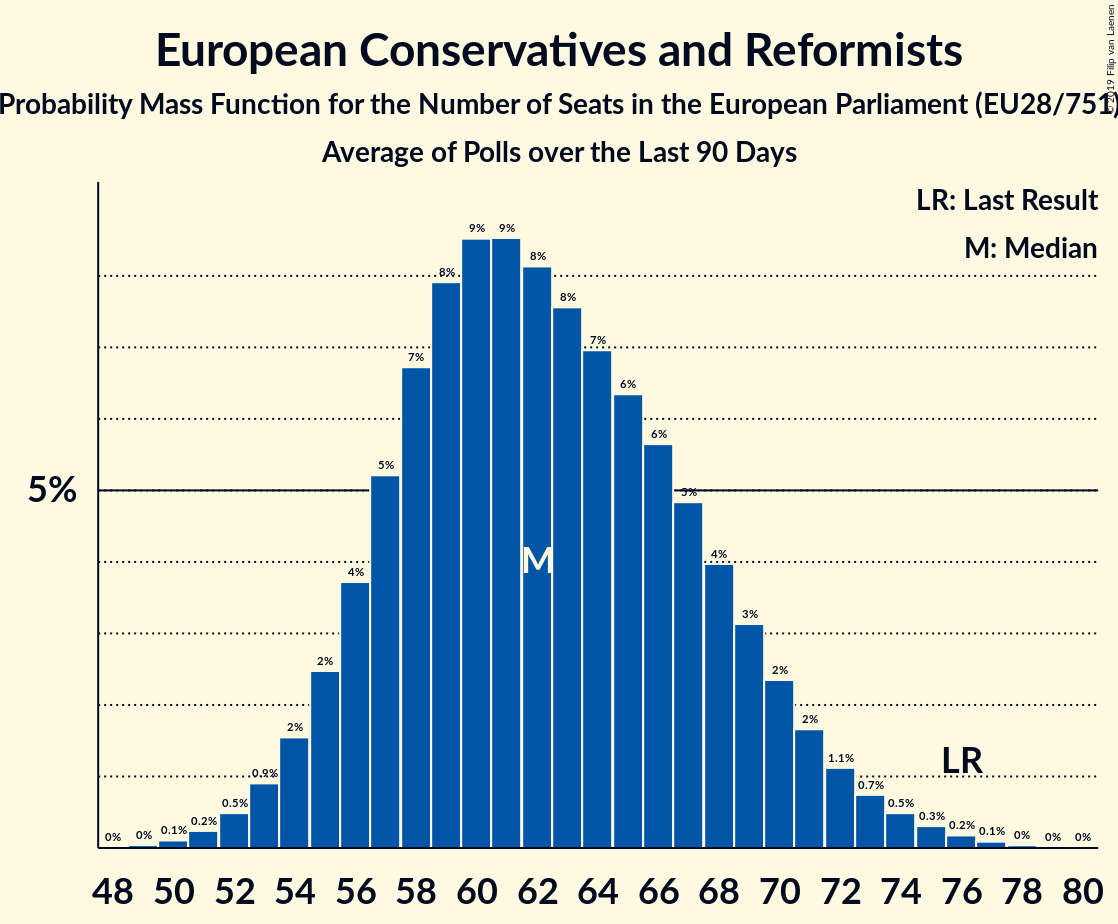 European Conservatives and Reformists
Probability Mass Function for the Number of Seats in the European Parliament (EU28/751)
Average of Polls over the Last 90 Days
© 2019 Filip van Laenen
LR: Last Result
M: Median
5%
0% 0% 0.1% 0.2% 0.5% 0.9% 2% 2% 4% 5% 7% 8% 9% 9% 8% 8% 7% 6% 6% 5% 4% 3% 2% 2% 1.1% 0.7% 0.5% 0.3% 0.2% 0.1% 0% 0% 0%
M
LR
48 50 52 54 56 58 60 62 64 66 68 70 72 74 76 78 80